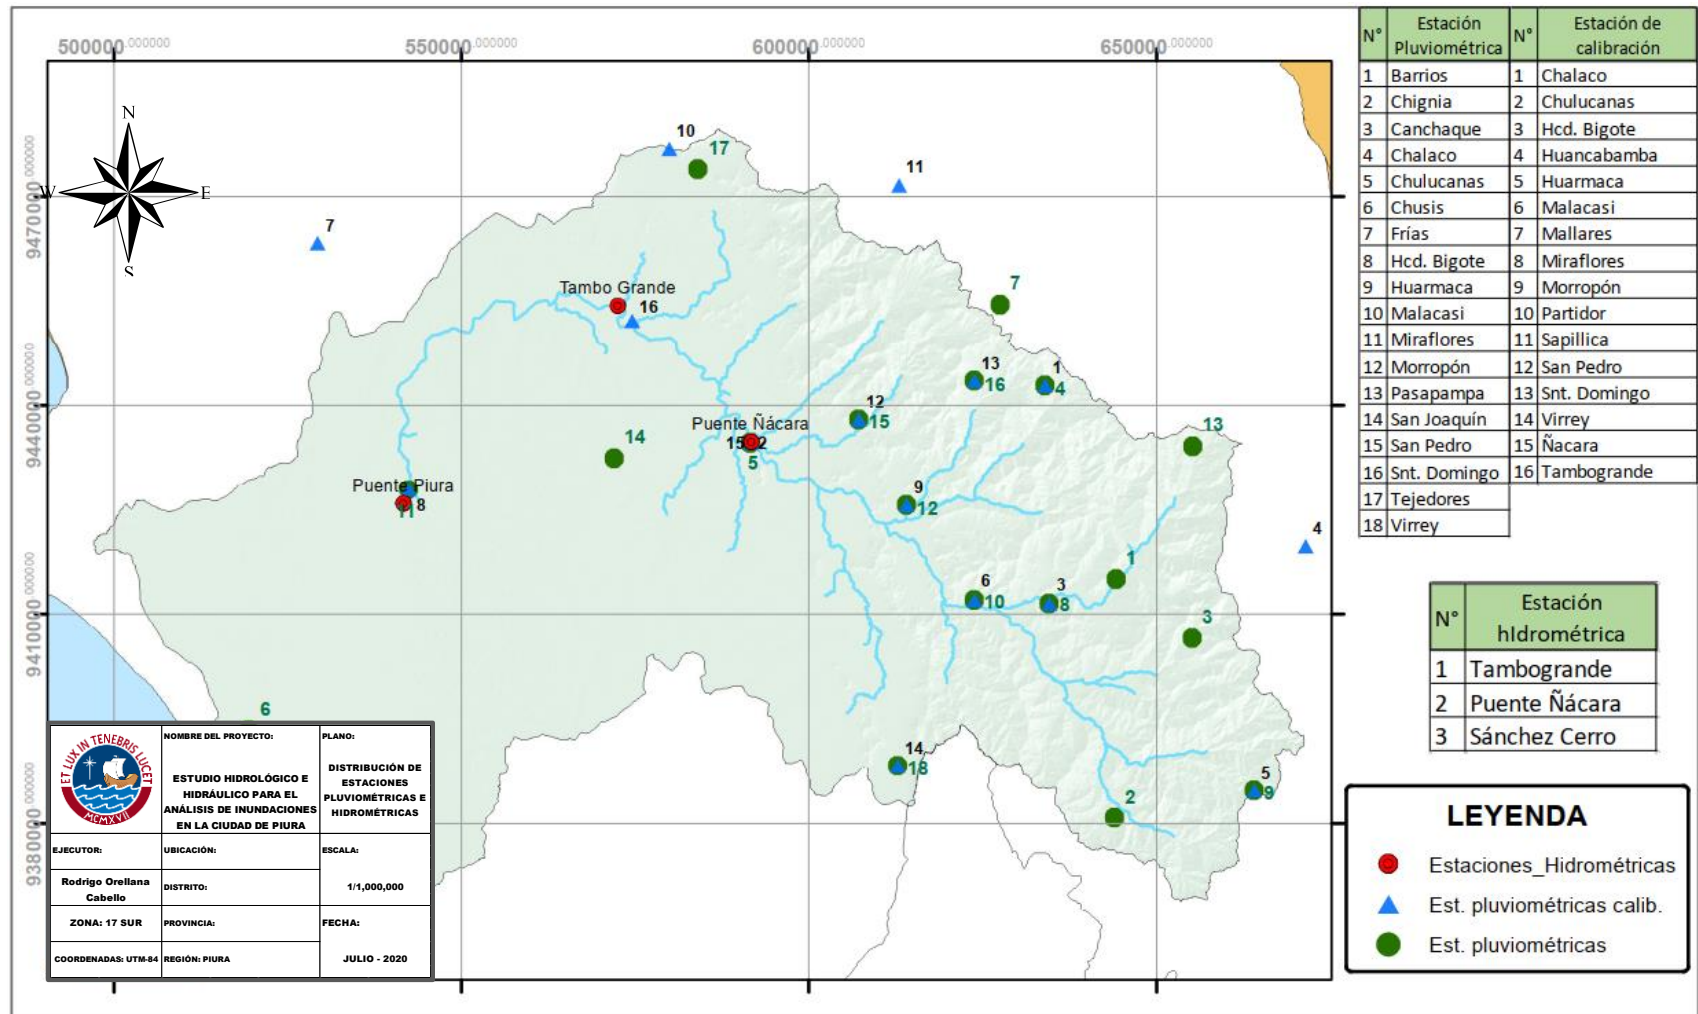 500000.000000
550000.000000
600000.000000
650000.000000
9470000.000000
9440000.000000
9410000.000000
9380000.000000
N
W
E
S
10
17
11
7
7
Tambo Grande
16
13
16
1
4
12
15
Puente Ñácara
5
14
13
Puente Piura
11
8
9
12
4
1
6
10
3
8
3
6
14
18
2
5
9
N° Estación Pluviométrica N° Estación de calibración
1 Barrios 1 Chalaco
2 Chignia 2 Chulucanas
3 Canchaque 3 Hcd. Bigote
4 Chalaco 4 Huancabamba
5 Chulucanas 5 Huarmaca
6 Chusis 6 Malacasi
7 Frías 7 Mallares
8 Hcd. Bigote 8 Miraflores
9 Huarmaca 9 Morropón
10 Malacasi 10 Partidor
11 Miraflores 11 Sapillica
12 Morropón 12 San Pedro
13 Pasapampa 13 Snt. Domingo
14 San Joaquín 14 Virrey
15 San Pedro 15 Ñacara
16 Snt. Domingo 16 Tambogrande
17 Tejedores
18 Virrey
N° Estación
hIdrométrica
1 Tambogrande
2 Puente Ñácara
3 Sánchez Cerro
LEYENDA
Estaciones_Hidrométricas
Est. pluviométricas calib.
Est. pluviométricas
ET LUX IN TENEBRIS LUCET
MCMXVII
NOMBRE DEL PROYECTO:
ESTUDIO HIDROLÓGICO E
HIDRÁULICO PARA EL
ANÁLISIS DE INUNDACIONES
EN LA CIUDAD DE PIURA
PLANO:
DISTRIBUCIÓN DE
ESTACIONES
PLUVIOMÉTRICAS E
HIDROMÉTRICAS
EJECUTOR:
Rodrigo Orellana
Cabello
UBICACIÓN:
DISTRITO:
ESCALA:
1/1,000,000
ZONA: 17 SUR
PROVINCIA:
FECHA:
COORDENADAS: UTM-84
REGIÓN: PIURA
JULIO - 2020